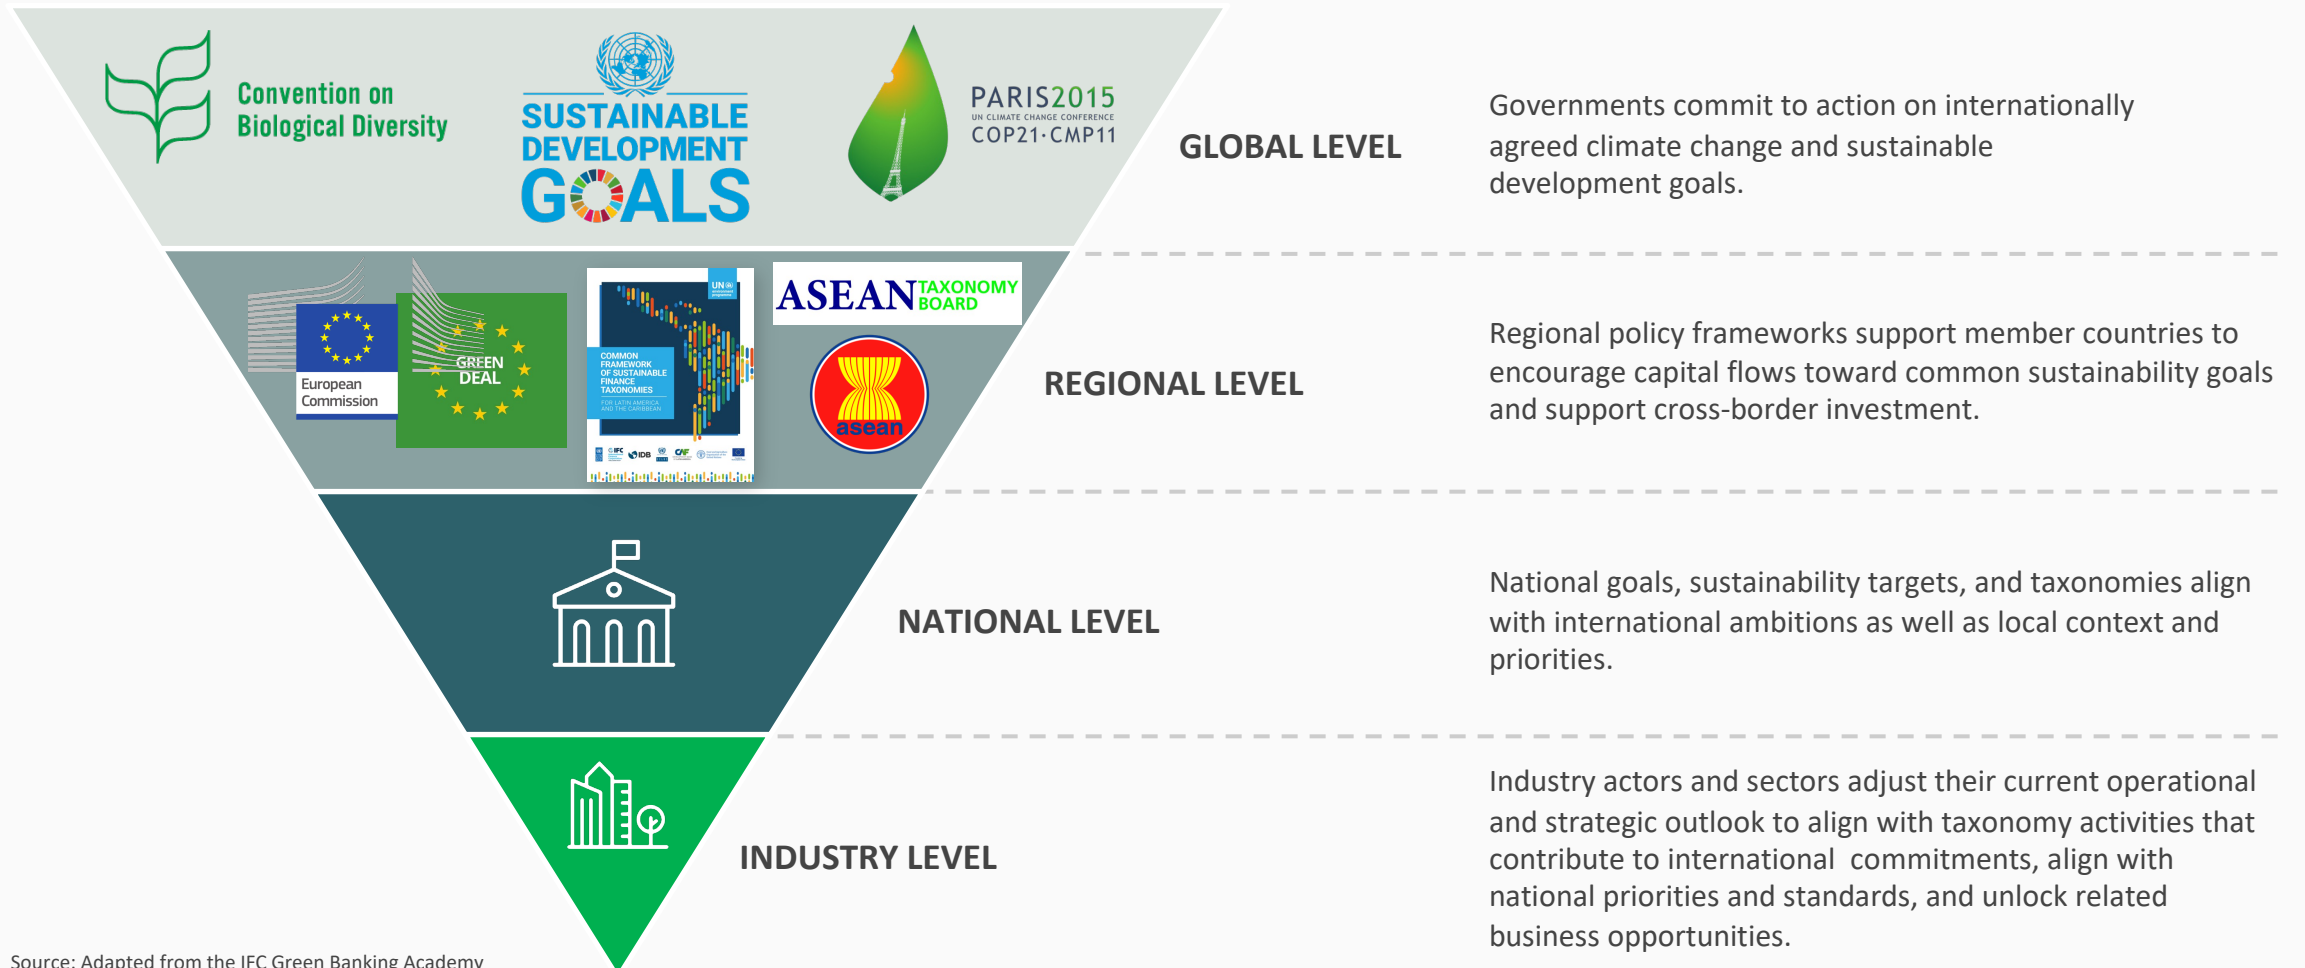 Convention on
Biological Diversity
SUSTAINABLE
DEVELOPMENT
GOALS
PARIS2015
UN CLIMATE CHANGE CONFERENCE
COP21·CMP11
GLOBAL LEVEL
Governments commit to action on internationally
agreed climate change and sustainable
development goals.
European
Commission
GREEN
DEAL
UN
environment
programme
COMMON
FRAMEWORK
OF SUSTAINABLE
FINANCE
TAXONOMIES
FOR LATIN AMERICA
AND THE CARIBBEAN
IFC
IDB
CAF
ASEAN TAXONOMY
BOARD
asean
REGIONAL LEVEL
Regional policy frameworks support member countries to
encourage capital flows toward common sustainability goals
and support cross-border investment.
NATIONAL LEVEL
National goals, sustainability targets, and taxonomies align
with international ambitions as well as local context and
priorities.
INDUSTRY LEVEL
Industry actors and sectors adjust their current operational
and strategic outlook to align with taxonomy activities that
contribute to international  commitments, align with
national priorities and standards, and unlock related
business opportunities.
Source: Adapted from the IFC Green Banking Academy